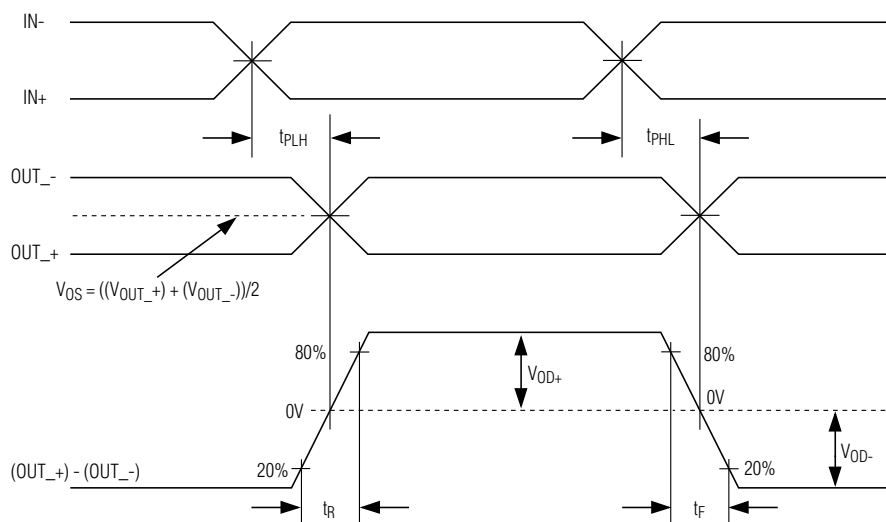 IN-
IN+
tPLH
tPHL
OUT_-
OUT_+
VOS = ((VOUT_+) + (VOUT_-))/2
80%
VOD+
80%
0V
0V
VOD-
20%
20%
(OUT_+) - (OUT_-)
tR
tF